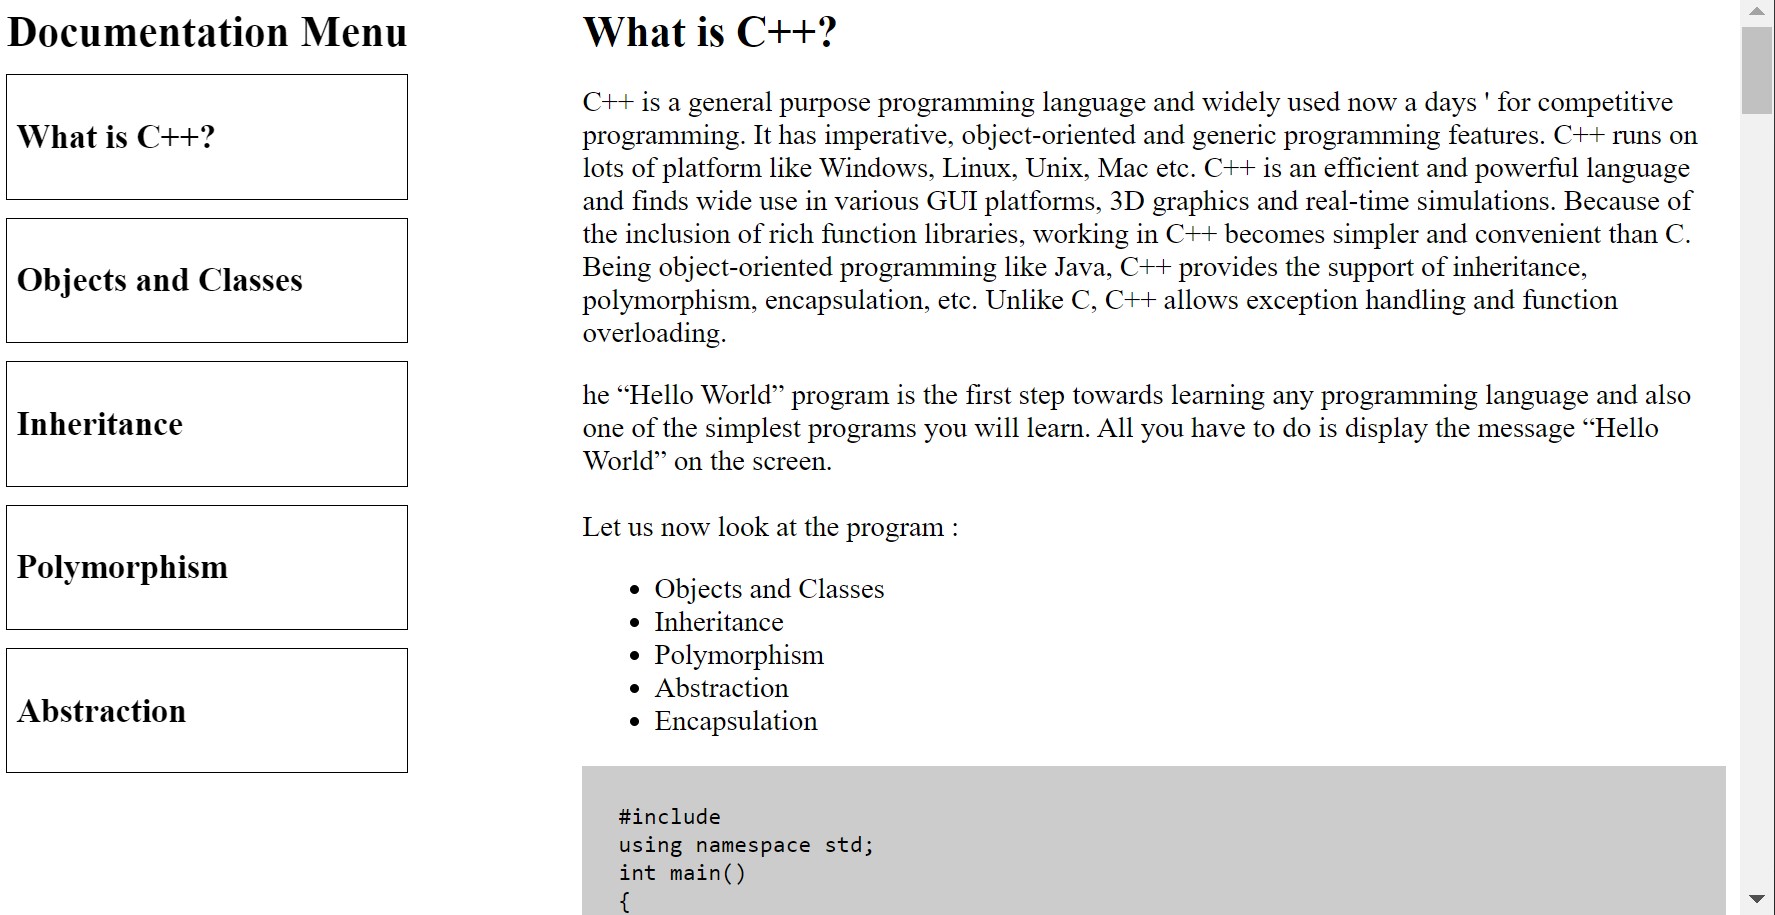 Documentation Menu
What is C++?
Objects and Classes
Inheritance
Polymorphism
Abstraction
What is C++?
C++ is a general purpose programming language and widely used now a days ' for competitive
programming. It has imperative, object-oriented and generic programming features. C++ runs on
lots of platform like Windows, Linux, Unix, Mac etc. C++ is an efficient and powerful language
and finds wide use in various GUI platforms, 3D graphics and real-time simulations. Because of
the inclusion of rich function libraries, working in C++ becomes simpler and convenient than C.
Being object-oriented programming like Java, C++ provides the support of inheritance,
polymorphism, encapsulation, etc. Unlike C, C++ allows exception handling and function
overloading.
he “Hello World” program is the first step towards learning any programming language and also
one of the simplest programs you will learn. All you have to do is display the message “Hello
World” on the screen.
Let us now look at the program :
• Objects and Classes
• Inheritance
• Polymorphism
• Abstraction
• Encapsulation
#include
using namespace std;
int main()
{